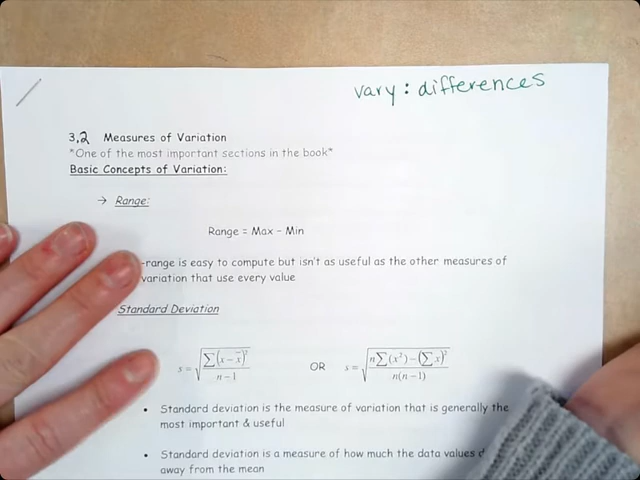 vary : differences
3.2 Measures of Variation
*One of the most important sections in the book*
Basic Concepts of Variation:
→ Range:
Range = Max – Min
-range is easy to compute but isn't as useful as the other measures of
variation that use every value
Standard Deviation
s = √(∑(x − x̄)² / (n − 1)) OR s = √((n∑(x²) − (∑x)²) / (n(n − 1)))
• Standard deviation is the measure of variation that is generally the
most important & useful
• Standard deviation is a measure of how much the data values
away from the mean